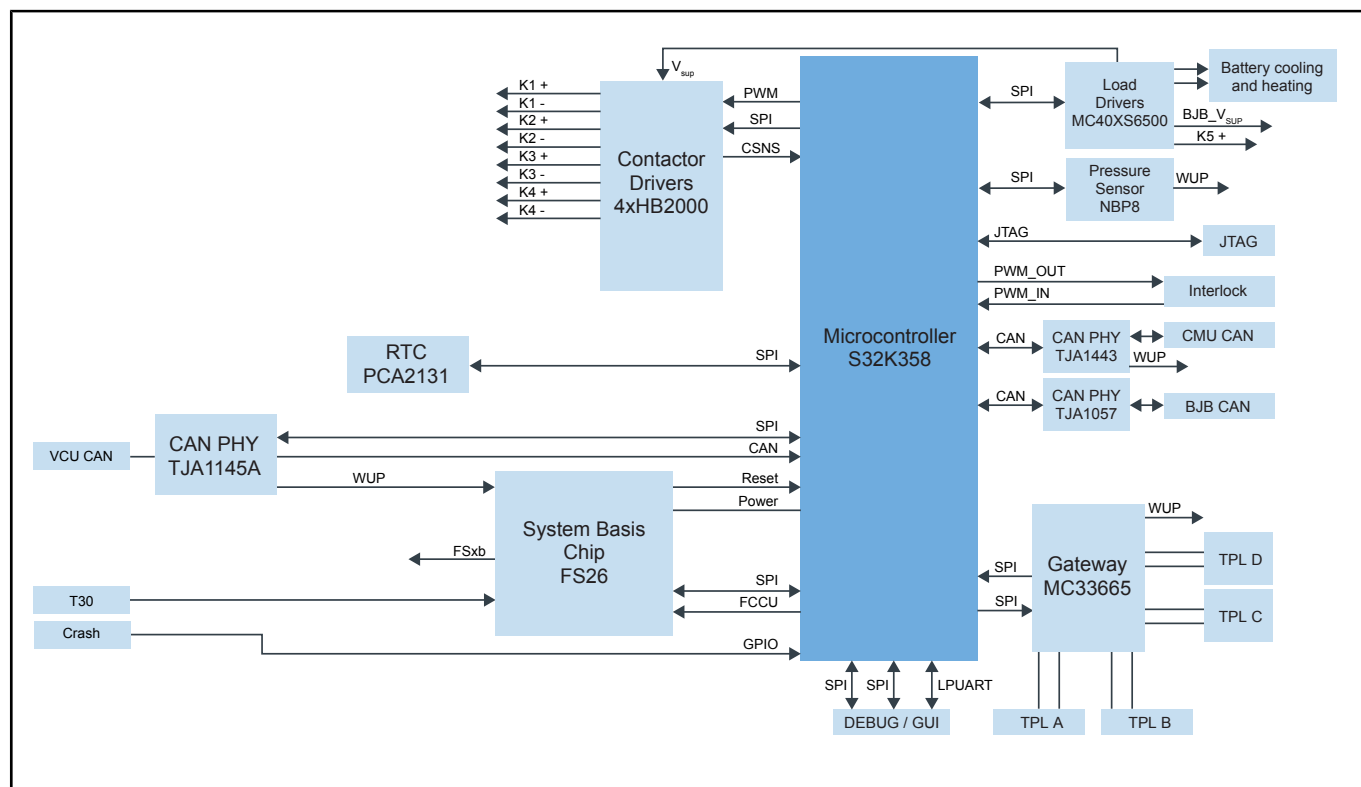 V_sup
K1 +
K1 -
K2 +
K2 -
K3 +
K3 -
K4 +
K4 -
Contactor
Drivers
4xHB2000
PWM
SPI
CSNS
Microcontroller
S32K358
SPI
Load
Drivers
MC40XS6500
Battery cooling
and heating
BJB_V_SUP
K5 +
SPI
Pressure
Sensor
NBP8
WUP
JTAG
JTAG
PWM_OUT
PWM_IN
Interlock
CAN
CAN PHY
TJA1443
CMU CAN
WUP
CAN
CAN PHY
TJA1057
BJB CAN
RTC
PCA2131
SPI
VCU CAN
CAN PHY
TJA1145A
SPI
CAN
WUP
System Basis
Chip
FS26
Reset
Power
FSxb
SPI
FCCU
T30
Crash
GPIO
SPI
SPI
Gateway
MC33665
WUP
TPL D
TPL C
TPL A
TPL B
SPI
SPI
LPUART
DEBUG / GUI